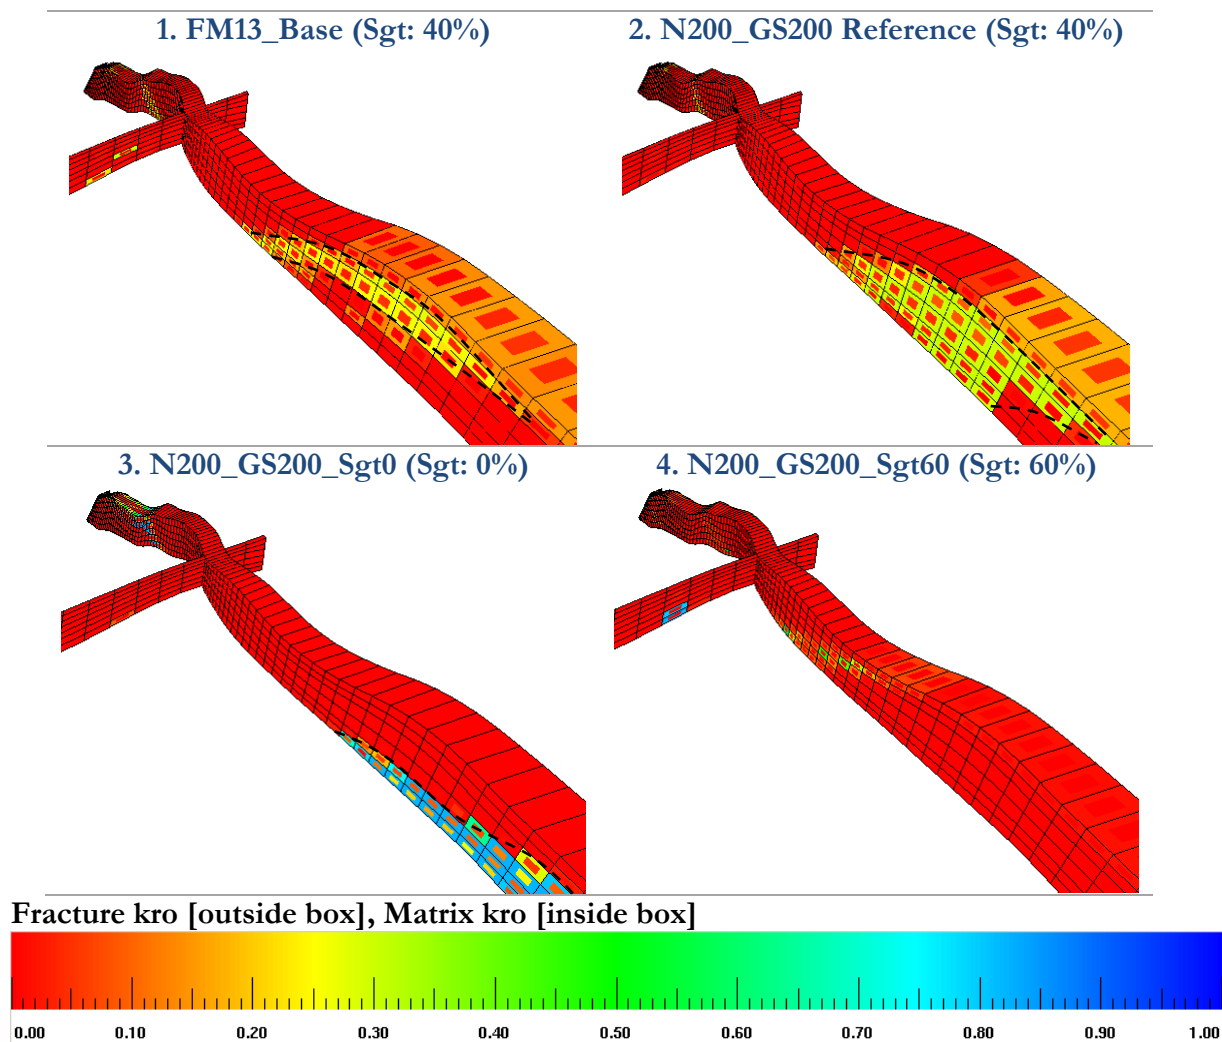 1. FM13_Base (Sgt: 40%)
2. N200_GS200 Reference (Sgt: 40%)
3. N200_GS200_Sgt0 (Sgt: 0%)
4. N200_GS200_Sgt60 (Sgt: 60%)
Fracture kro [outside box], Matrix kro [inside box]
0.00 0.10 0.20 0.30 0.40 0.50 0.60 0.70 0.80 0.90 1.00